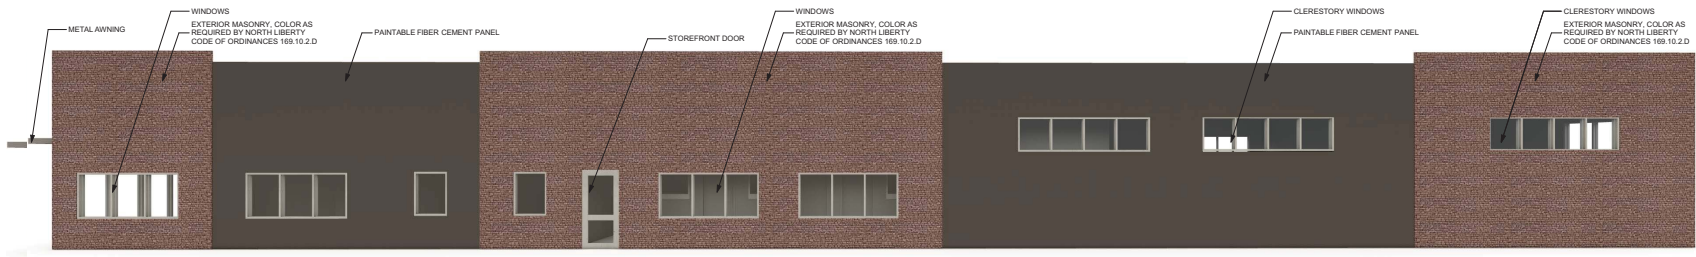 METAL AWNING
WINDOWS
EXTERIOR MASONRY, COLOR AS
REQUIRED BY NORTH LIBERTY
CODE OF ORDINANCES 169.10.2.D
PAINTABLE FIBER CEMENT PANEL
STOREFRONT DOOR
WINDOWS
EXTERIOR MASONRY, COLOR AS
REQUIRED BY NORTH LIBERTY
CODE OF ORDINANCES 169.10.2.D
CLERESTORY WINDOWS
PAINTABLE FIBER CEMENT PANEL
CLERESTORY WINDOWS
EXTERIOR MASONRY, COLOR AS
REQUIRED BY NORTH LIBERTY
CODE OF ORDINANCES 169.10.2.D